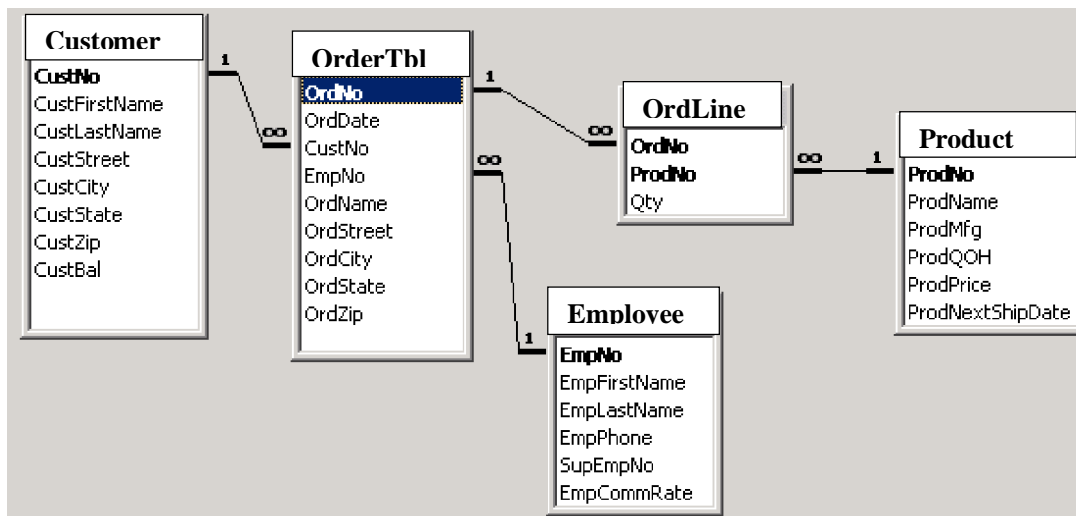 Customer
CustNo
CustFirstName
CustLastName
CustStreet
CustCity
CustState
CustZip
CustBal
1
∞
OrderTbl
OrdNo
OrdDate
CustNo
EmpNo
OrdName
OrdStreet
OrdCity
OrdState
OrdZip
1
∞
∞
1
OrdLine
OrdNo
ProdNo
Qty
∞
1
Product
ProdNo
ProdName
ProdMfg
ProdQOH
ProdPrice
ProdNextShipDate
Employee
EmpNo
EmpFirstName
EmpLastName
EmpPhone
SupEmpNo
EmpCommRate